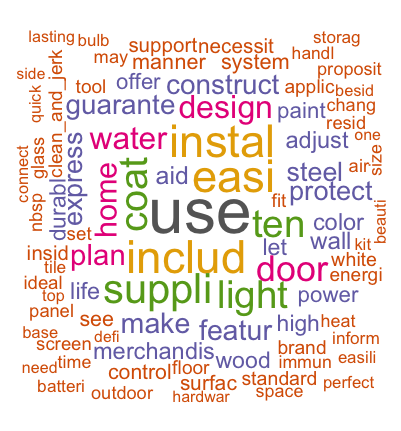 lasting bulb storag
supportnecessit
may handl
manner system proposit
side tool offer construct applic besid
quick clean_and_jerk guarante design paint chang
glass express water instal adjust resid one
connect nbsp durabl home coat aid easi steel air size
use fit protect beauti
set ten color
insid plan includ let wall kit
tile door white
ideal life suppli light power energi
top panel see make featur high heat
base defi inform
screen merchandis brand easili
need time wood immun
batteri control floor standard perfect
outdoor surfac space
hardwar